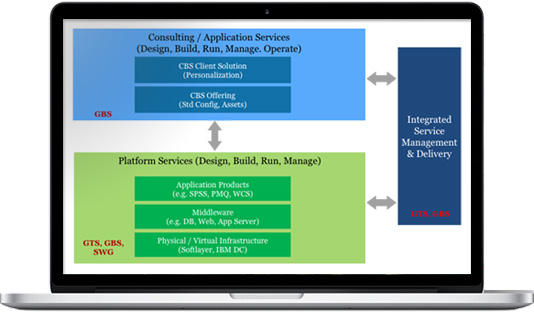 Consulting / Application Services
(Design, Build, Run, Manage. Operate)
CBS Client Solution
(Personalization)
CBS Offering
(Std Config, Assets)
GBS
Integrated
Service
Management
& Delivery
GTS, GBS
Platform Services (Design, Build, Run, Manage)
Application Products
(e.g. SPSS, PMQ, WCS)
Middleware
(e.g. DB, Web, App Server)
Physical / Virtual Infrastructure
(Softlayer, IBM DC)
GTS, GBS,
SWG